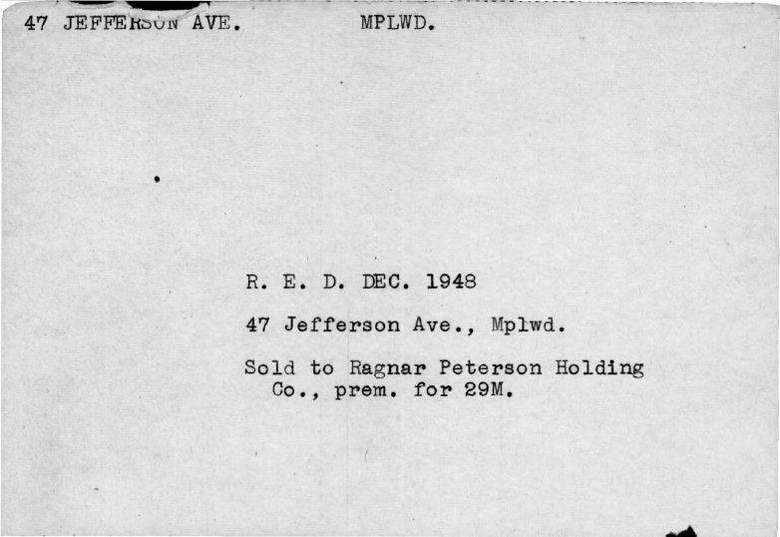 47 JEFFERSON AVE. MPLWD.
R. E. D. DEC. 1948
47 Jefferson Ave., Mplwd.
Sold to Ragnar Peterson Holding
Co., prem. for 29M.